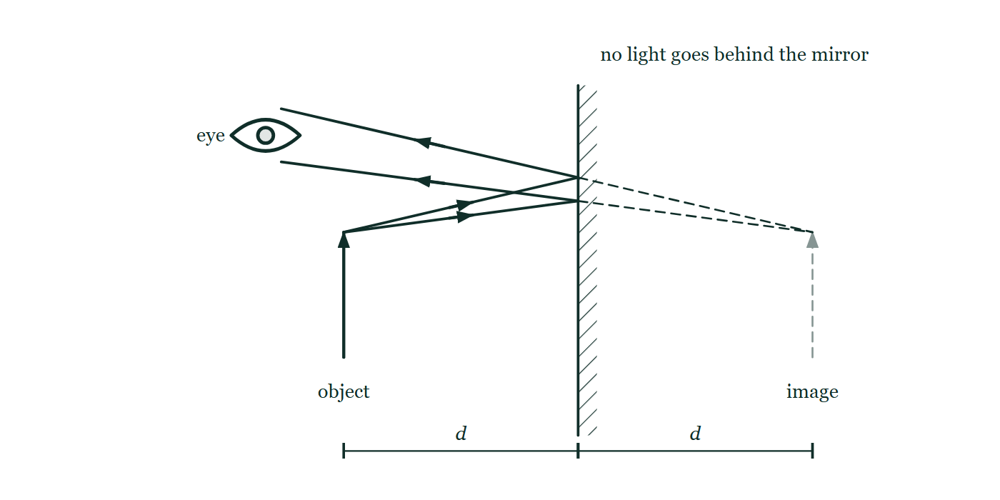 no light goes behind the mirror
eye
object
image
d
d